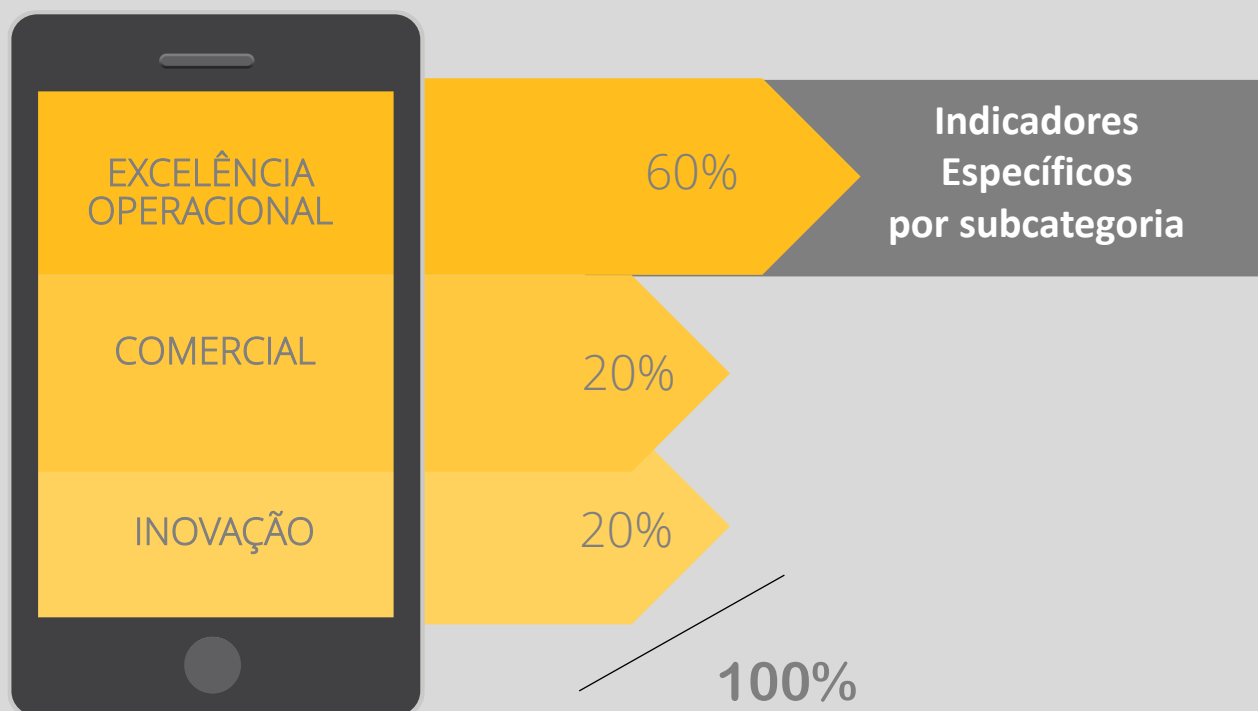 EXCELÊNCIA
OPERACIONAL
60%
Indicadores
Específicos
por subcategoria
COMERCIAL
20%
INOVAÇÃO
20%
100%